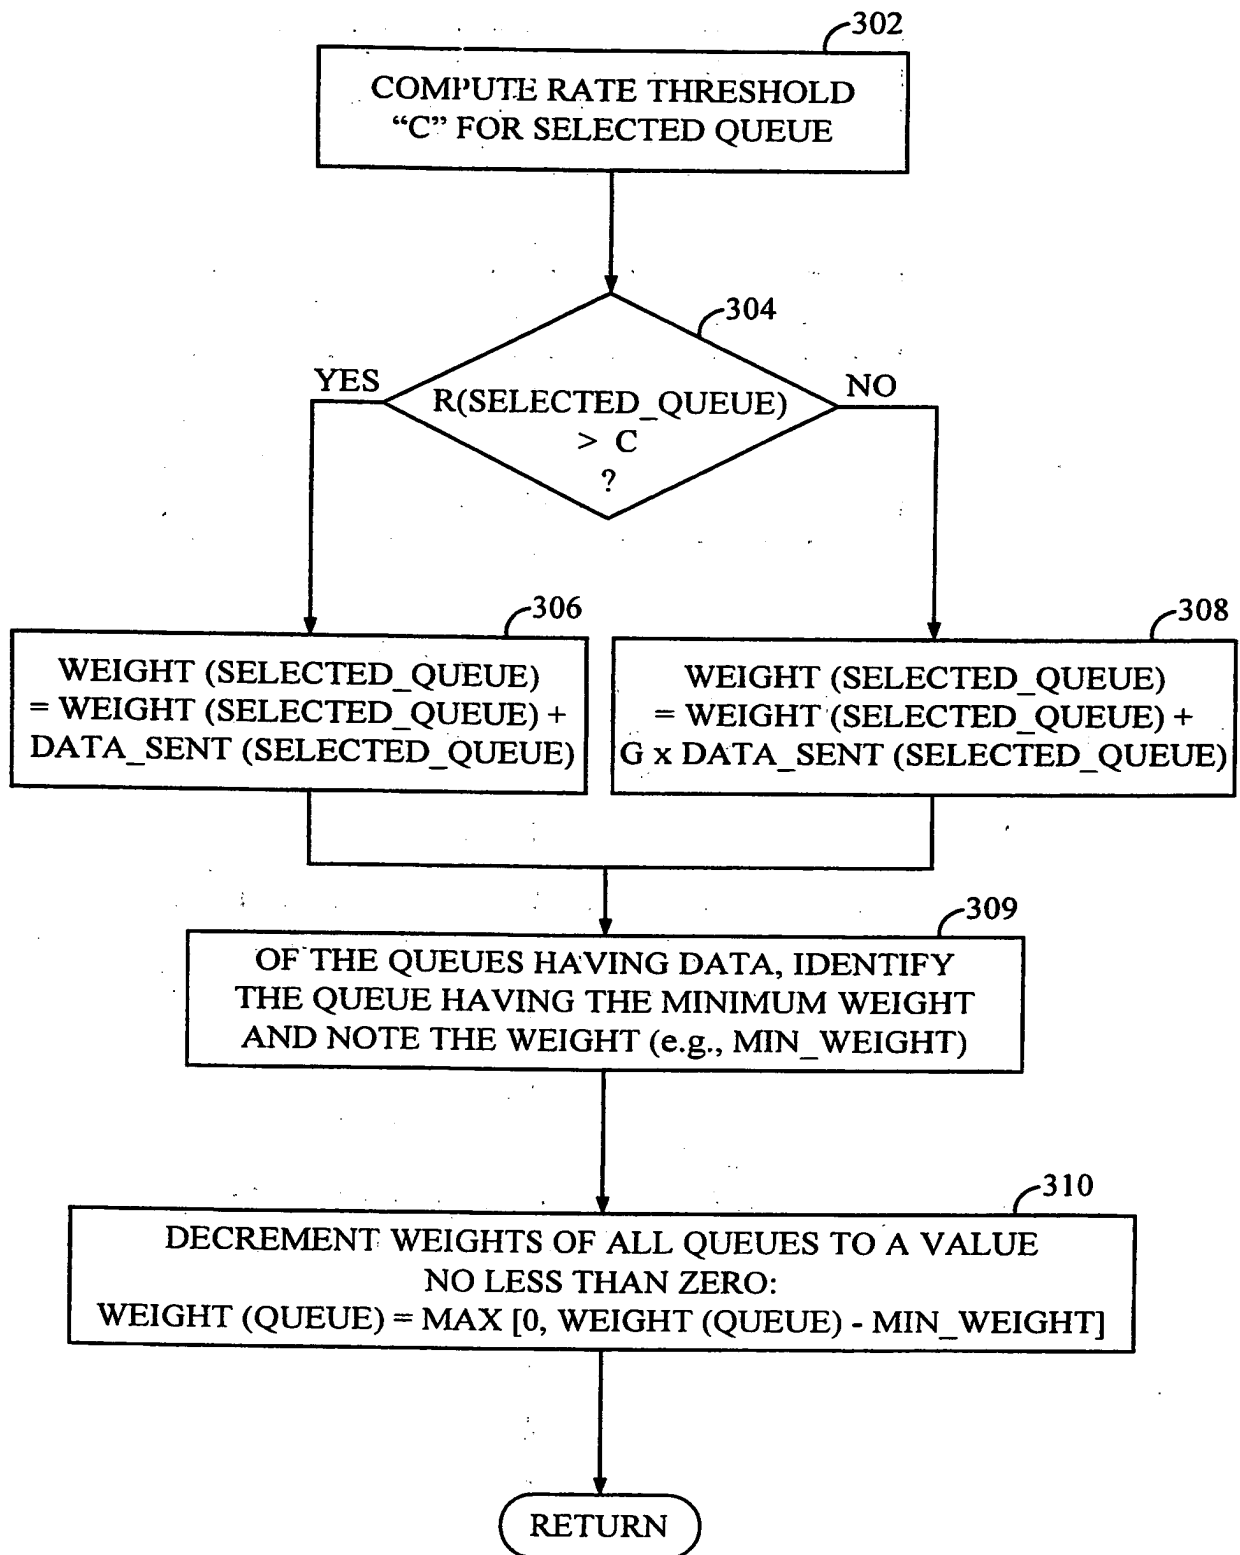 302
COMPUTE RATE THRESHOLD
“C” FOR SELECTED QUEUE
304
YES
NO
R(SELECTED_QUEUE)
> C
?
306
WEIGHT (SELECTED_QUEUE)
= WEIGHT (SELECTED_QUEUE) +
DATA_SENT (SELECTED_QUEUE)
308
WEIGHT (SELECTED_QUEUE)
= WEIGHT (SELECTED_QUEUE) +
G x DATA_SENT (SELECTED_QUEUE)
309
OF THE QUEUES HAVING DATA, IDENTIFY
THE QUEUE HAVING THE MINIMUM WEIGHT
AND NOTE THE WEIGHT (e.g., MIN_WEIGHT)
310
DECREMENT WEIGHTS OF ALL QUEUES TO A VALUE
NO LESS THAN ZERO:
WEIGHT (QUEUE) = MAX [0, WEIGHT (QUEUE) - MIN_WEIGHT]
RETURN